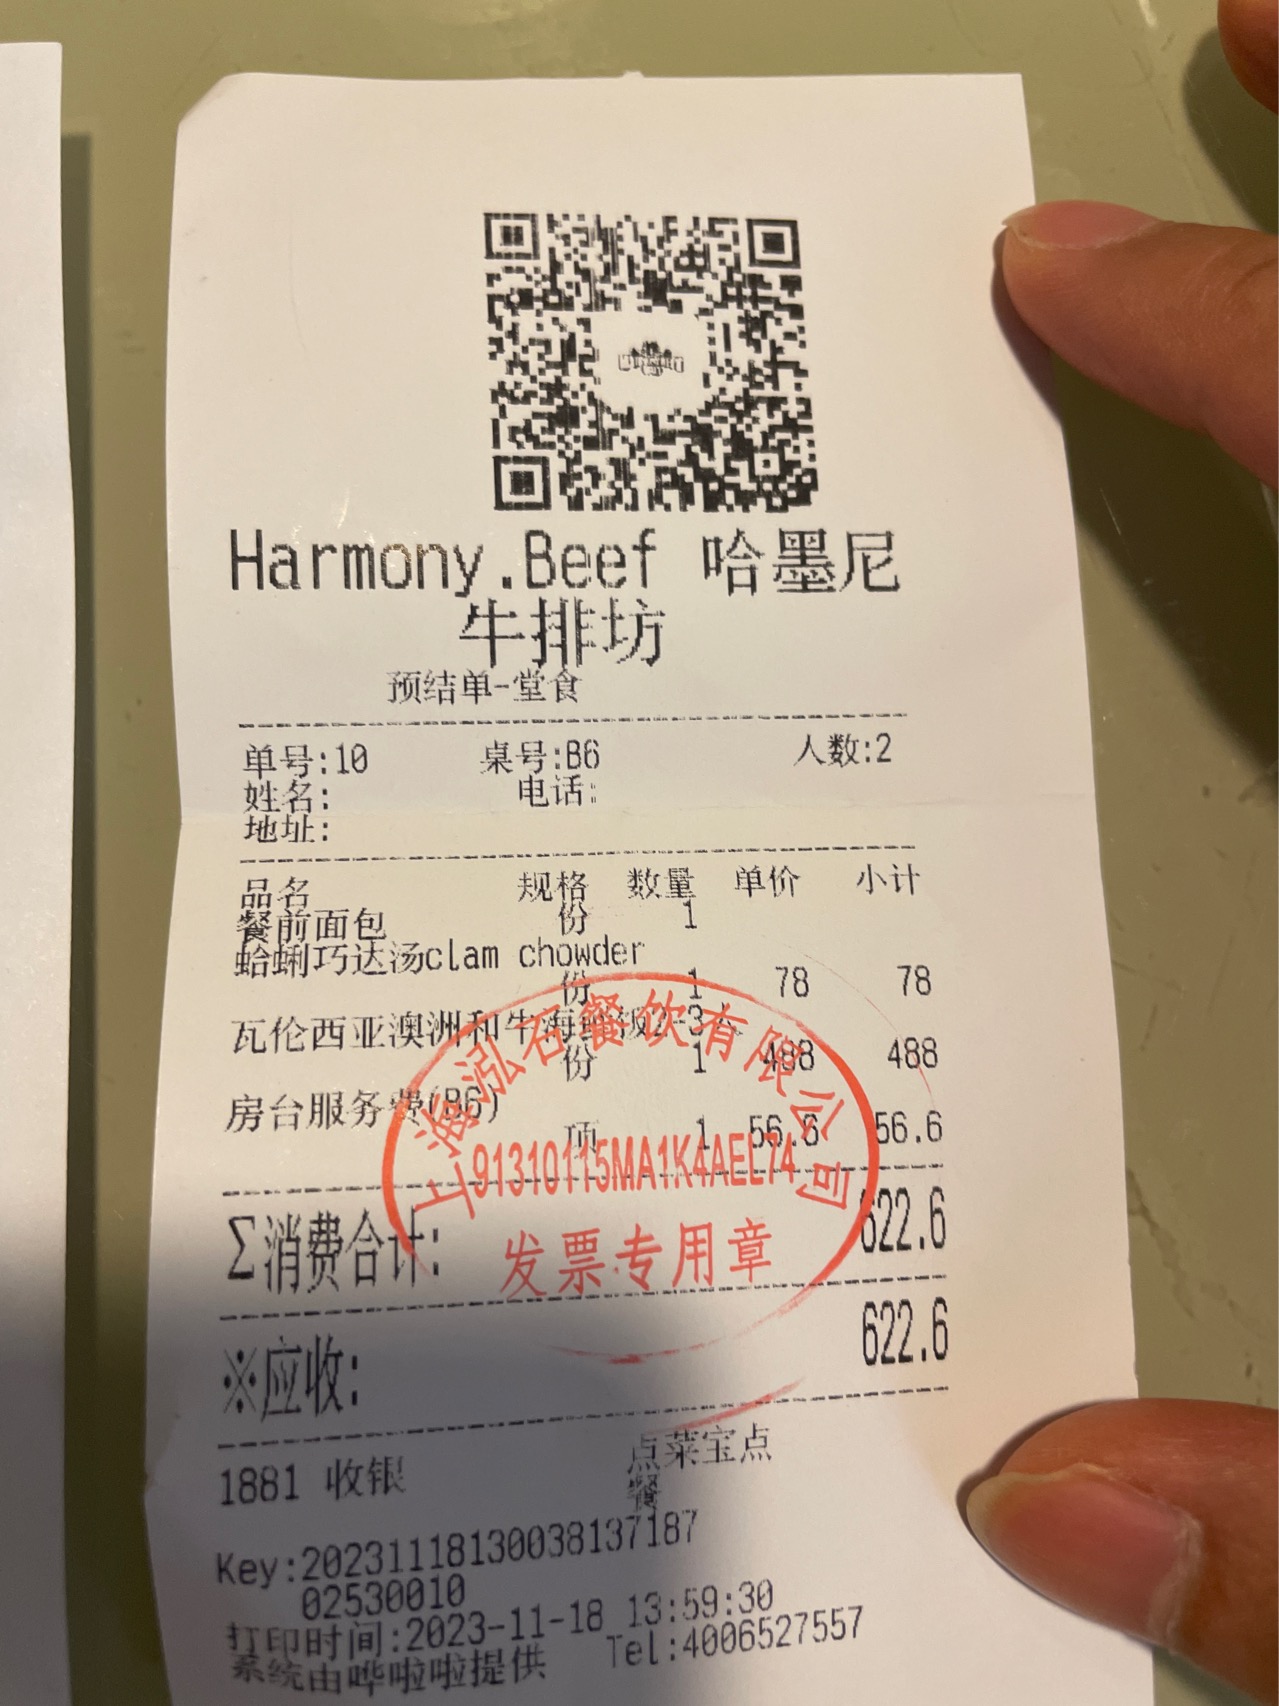 Harmony.Beef 哈墨尼
牛排坊
预结单-堂食
单号:10 桌号:B6 人数:2
姓名: 电话:
地址:
品名 规格 数量 单价 小计
餐前面包 份 1
蛤蜊巧达汤clam chowder
份 1 78 78
瓦伦西亚澳洲和牛海鲜饭2-3人
份 1 488 488
房台服务费(B6)
项 1 56.6 56.6
Σ消费合计: 622.6
※应收: 622.6
上海泓石餐饮有限公司
91310115MA1K4AEL74
发票专用章
1881 收银 点菜宝点
餐
Key:20231118130038137187
02530010
打印时间:2023-11-18 13:59:30
系统由哗啦啦提供 Tel:4006527557